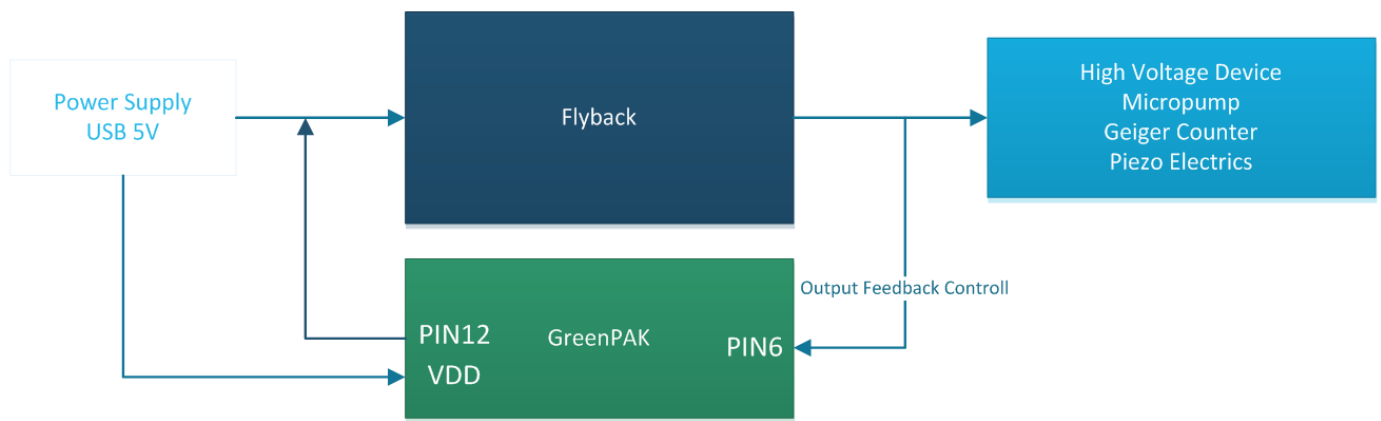 Power Supply
USB 5V
Flyback
High Voltage Device
Micropump
Geiger Counter
Piezo Electrics
Output Feedback Controll
PIN12
GreenPAK
PIN6
VDD